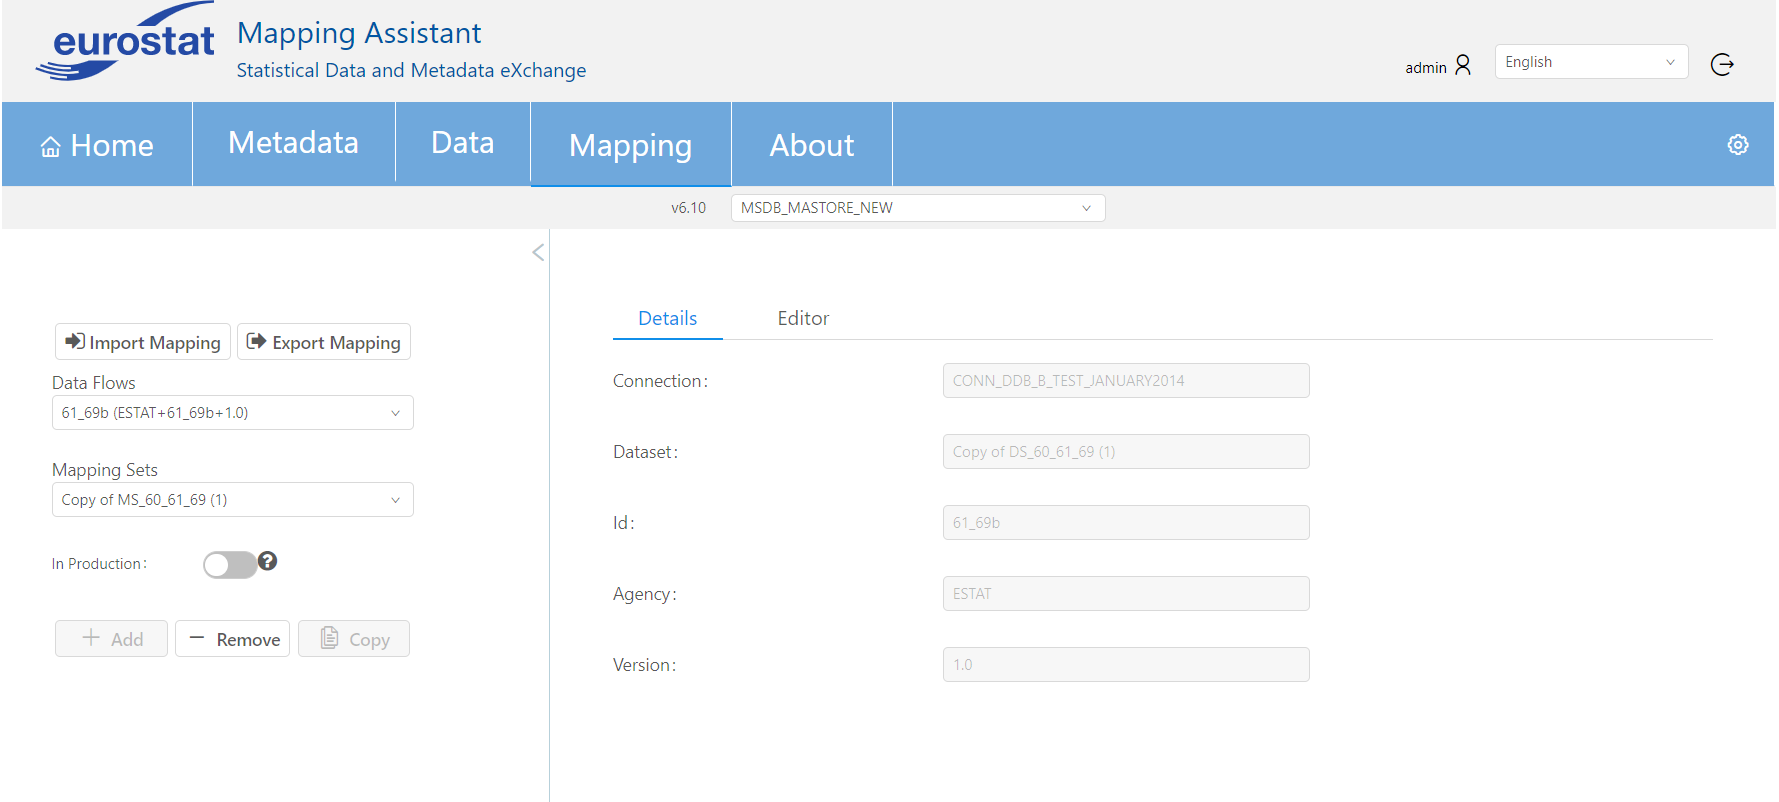 eurostat
Mapping Assistant
Statistical Data and Metadata eXchange
admin
English
Home
Metadata
Data
Mapping
About
v6.10
MSDB_MASTORE_NEW
Import Mapping
Export Mapping
Data Flows
61_69b (ESTAT+61_69b+1.0)
Mapping Sets
Copy of MS_60_61_69 (1)
In Production:
?
Add
Remove
Copy
Details
Editor
Connection:
CONN_DDB_B_TEST_JANUARY2014
Dataset:
Copy of DS_60_61_69 (1)
Id:
61_69b
Agency:
ESTAT
Version:
1.0